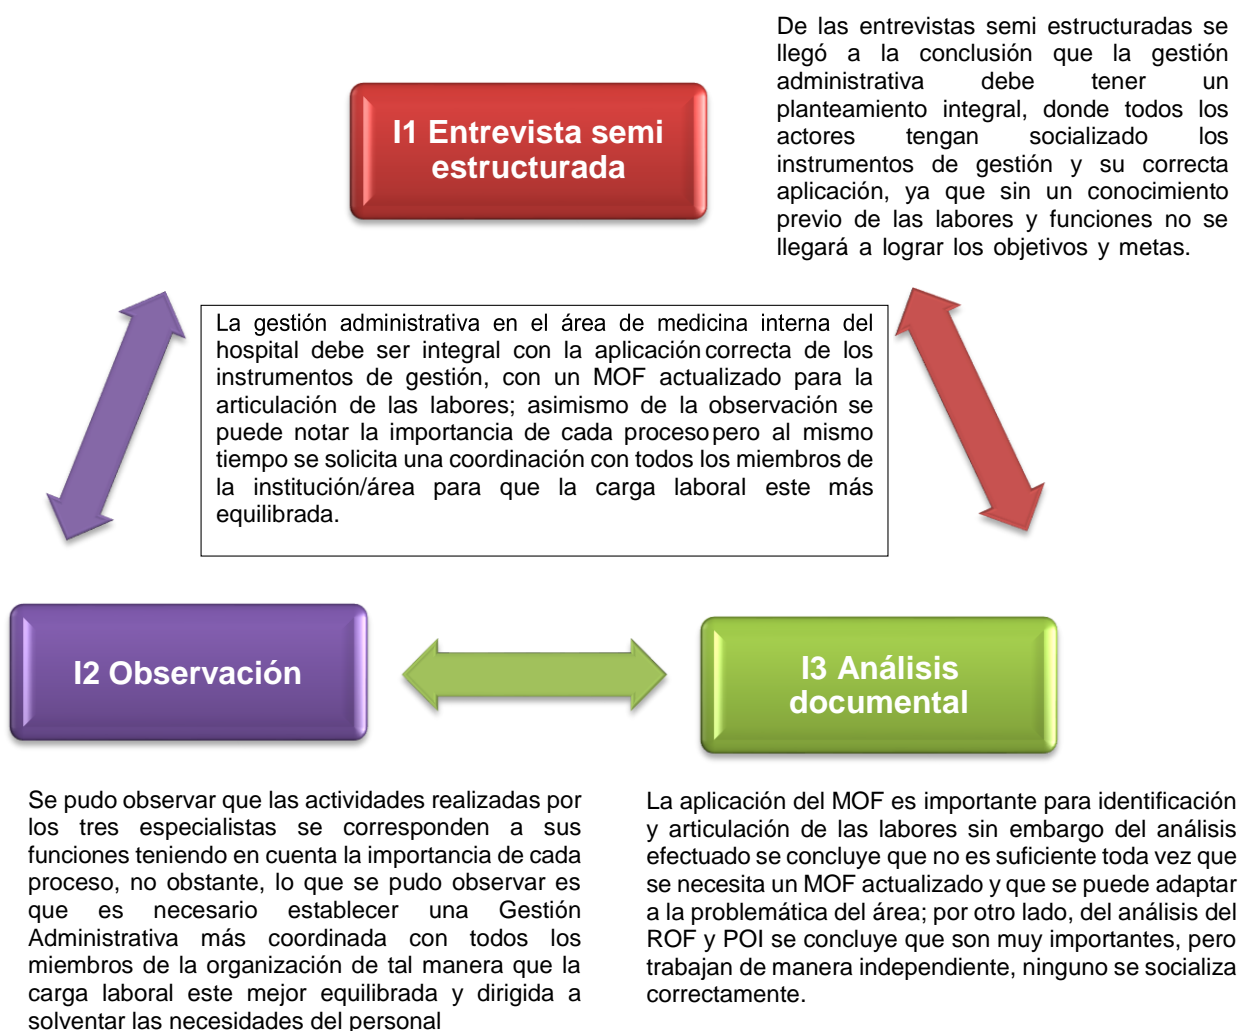 De las entrevistas semi estructuradas se
llegó a la conclusión que la gestión
administrativa debe tener un
planteamiento integral, donde todos los
actores tengan socializado los
instrumentos de gestión y su correcta
aplicación, ya que sin un conocimiento
previo de las labores y funciones no se
llegará a lograr los objetivos y metas.
I1 Entrevista semi
estructurada
La gestión administrativa en el área de medicina interna del
hospital debe ser integral con la aplicación correcta de los
instrumentos de gestión, con un MOF actualizado para la
articulación de las labores; asimismo de la observación se
puede notar la importancia de cada proceso pero al mismo
tiempo se solicita una coordinación con todos los miembros de
la institución/área para que la carga laboral este más
equilibrada.
I2 Observación
I3 Análisis
documental
Se pudo observar que las actividades realizadas por
los tres especialistas se corresponden a sus
funciones teniendo en cuenta la importancia de cada
proceso, no obstante, lo que se pudo observar es
que es necesario establecer una Gestión
Administrativa más coordinada con todos los
miembros de la organización de tal manera que la
carga laboral este mejor equilibrada y dirigida a
solventar las necesidades del personal
La aplicación del MOF es importante para identificación
y articulación de las labores sin embargo del análisis
efectuado se concluye que no es suficiente toda vez que
se necesita un MOF actualizado y que se puede adaptar
a la problemática del área; por otro lado, del análisis del
ROF y POI se concluye que son muy importantes, pero
trabajan de manera independiente, ninguno se socializa
correctamente.